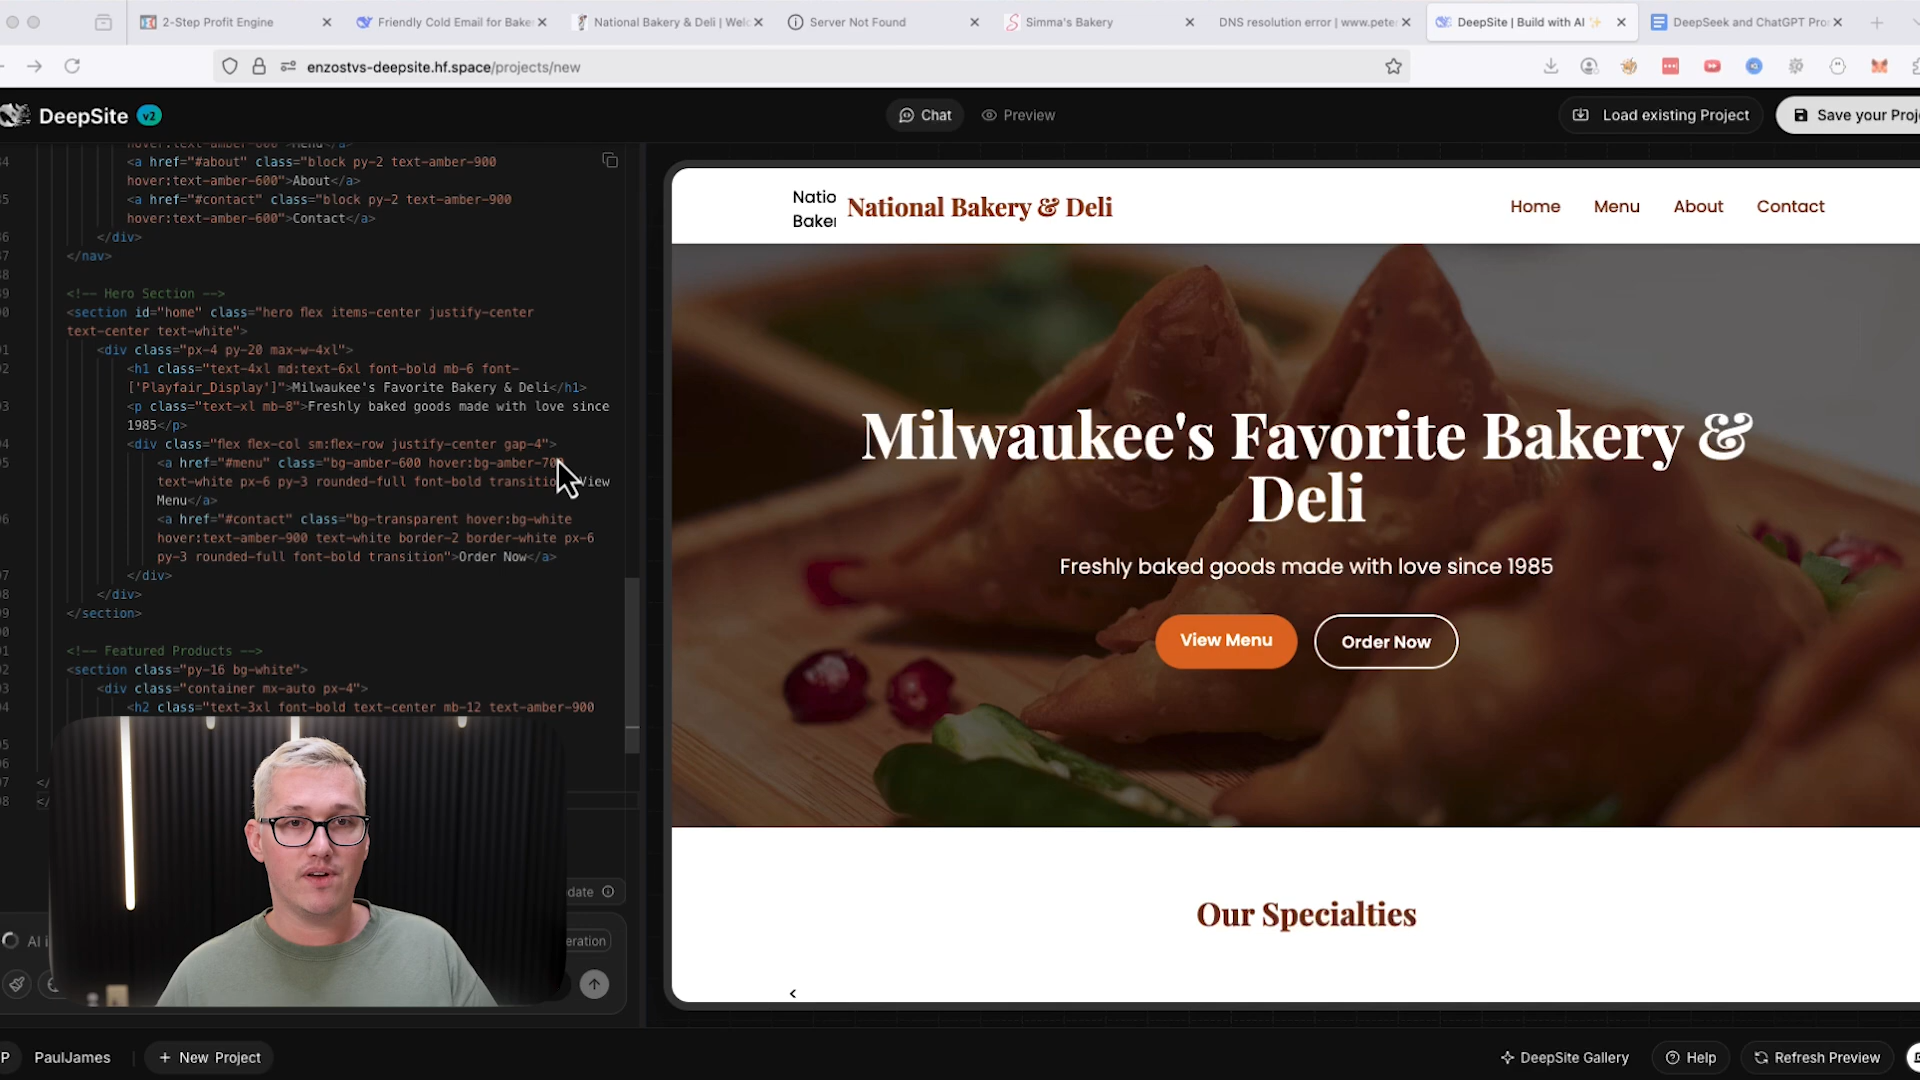 2-Step Profit Engine
Friendly Cold Email for Baker
National Bakery & Deli | Welc
Server Not Found
Simma's Bakery
DNS resolution error | www.pete
DeepSite | Build with AI ✨
DeepSeek and ChatGPT Pro
enzostvs-deepsite.hf.space/projects/new
DeepSite v2
Chat
Preview
Load existing Project
Save your Proj
hover:text-amber-600">Menu</a>
<a href="#about" class="block py-2 text-amber-900
hover:text-amber-600">About</a>
<a href="#contact" class="block py-2 text-amber-900
hover:text-amber-600">Contact</a>
</div>
</nav>
<!-- Hero Section -->
<section id="home" class="hero flex items-center justify-center
text-center text-white">
<div class="px-4 py-20 max-w-4xl">
<h1 class="text-4xl md:text-6xl font-bold mb-6 font-
['Playfair_Display']">Milwaukee's Favorite Bakery & Deli</h1>
<p class="text-xl mb-8">Freshly baked goods made with love since
1985</p>
<div class="flex flex-col sm:flex-row justify-center gap-4">
<a href="#menu" class="bg-amber-600 hover:bg-amber-700
text-white px-6 py-3 rounded-full font-bold transitio View
Menu</a>
<a href="#contact" class="bg-transparent hover:bg-white
hover:text-amber-900 text-white border-2 border-white px-6
py-3 rounded-full font-bold transition">Order Now</a>
</div>
</div>
</section>
<!-- Featured Products -->
<section class="py-16 bg-white">
<div class="container mx-auto px-4">
<h2 class="text-3xl font-bold text-center mb-12 text-amber-900
Natio
Baker
National Bakery & Deli
Home
Menu
About
Contact
Milwaukee's Favorite Bakery &
Deli
Freshly baked goods made with love since 1985
View Menu
Order Now
Our Specialties
<
date
AI i
eration
P
PaulJames
+ New Project
DeepSite Gallery
Help
Refresh Preview